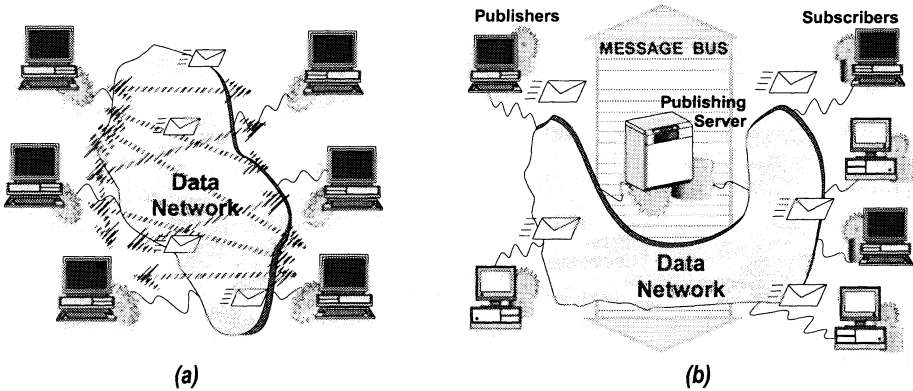 Data
Network
(a)
Publishers
Subscribers
MESSAGE BUS
Publishing
Server
Data
Network
(b)